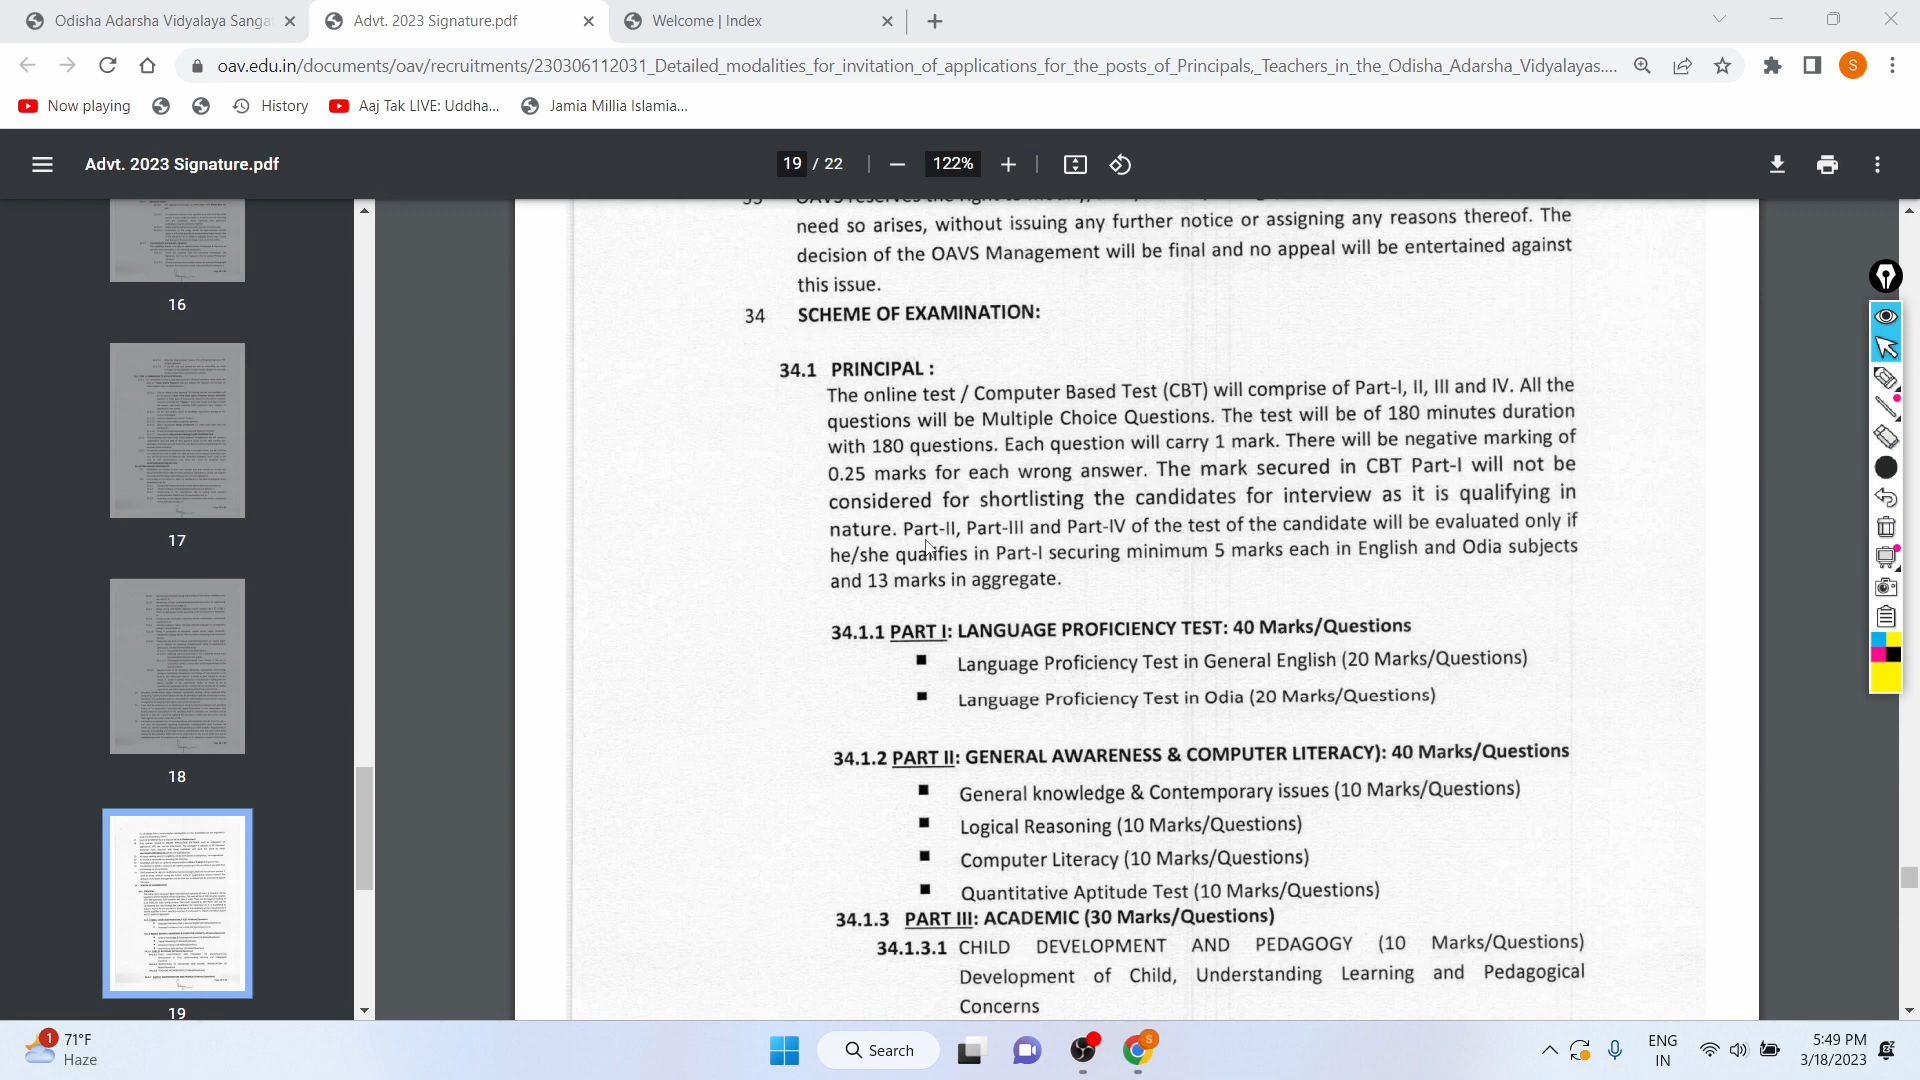 Odisha Adarsha Vidyalaya Sanga
Advt. 2023 Signature.pdf
Welcome | Index
oav.edu.in/documents/oav/recruitments/230306112031_Detailed_modalities_for_invitation_of_applications_for_the_posts_of_Principals,_Teachers_in_the_Odisha_Adarsha_Vidyalayas....
S
Now playing
History
Aaj Tak LIVE: Uddha...
Jamia Millia Islamia...
Advt. 2023 Signature.pdf
19 / 22
122%
need so arises, without issuing any further notice or assigning any reasons thereof. The
decision of the OAVS Management will be final and no appeal will be entertained against
this issue.
34 SCHEME OF EXAMINATION:
34.1 PRINCIPAL :
The online test / Computer Based Test (CBT) will comprise of Part-I, II, III and IV. All the
questions will be Multiple Choice Questions. The test will be of 180 minutes duration
with 180 questions. Each question will carry 1 mark. There will be negative marking of
0.25 marks for each wrong answer. The mark secured in CBT Part-I will not be
considered for shortlisting the candidates for interview as it is qualifying in
nature. Part-II, Part-III and Part-IV of the test of the candidate will be evaluated only if
he/she qualifies in Part-I securing minimum 5 marks each in English and Odia subjects
and 13 marks in aggregate.
34.1.1 PART I: LANGUAGE PROFICIENCY TEST: 40 Marks/Questions
■ Language Proficiency Test in General English (20 Marks/Questions)
■ Language Proficiency Test in Odia (20 Marks/Questions)
34.1.2 PART II: GENERAL AWARENESS & COMPUTER LITERACY): 40 Marks/Questions
■ General knowledge & Contemporary issues (10 Marks/Questions)
■ Logical Reasoning (10 Marks/Questions)
■ Computer Literacy (10 Marks/Questions)
■ Quantitative Aptitude Test (10 Marks/Questions)
34.1.3 PART III: ACADEMIC (30 Marks/Questions)
34.1.3.1 CHILD DEVELOPMENT AND PEDAGOGY (10 Marks/Questions)
Development of Child, Understanding Learning and Pedagogical
Concerns
16
17
18
19
1
71°F
Haze
Search
S
ENG
IN
5:49 PM
3/18/2023